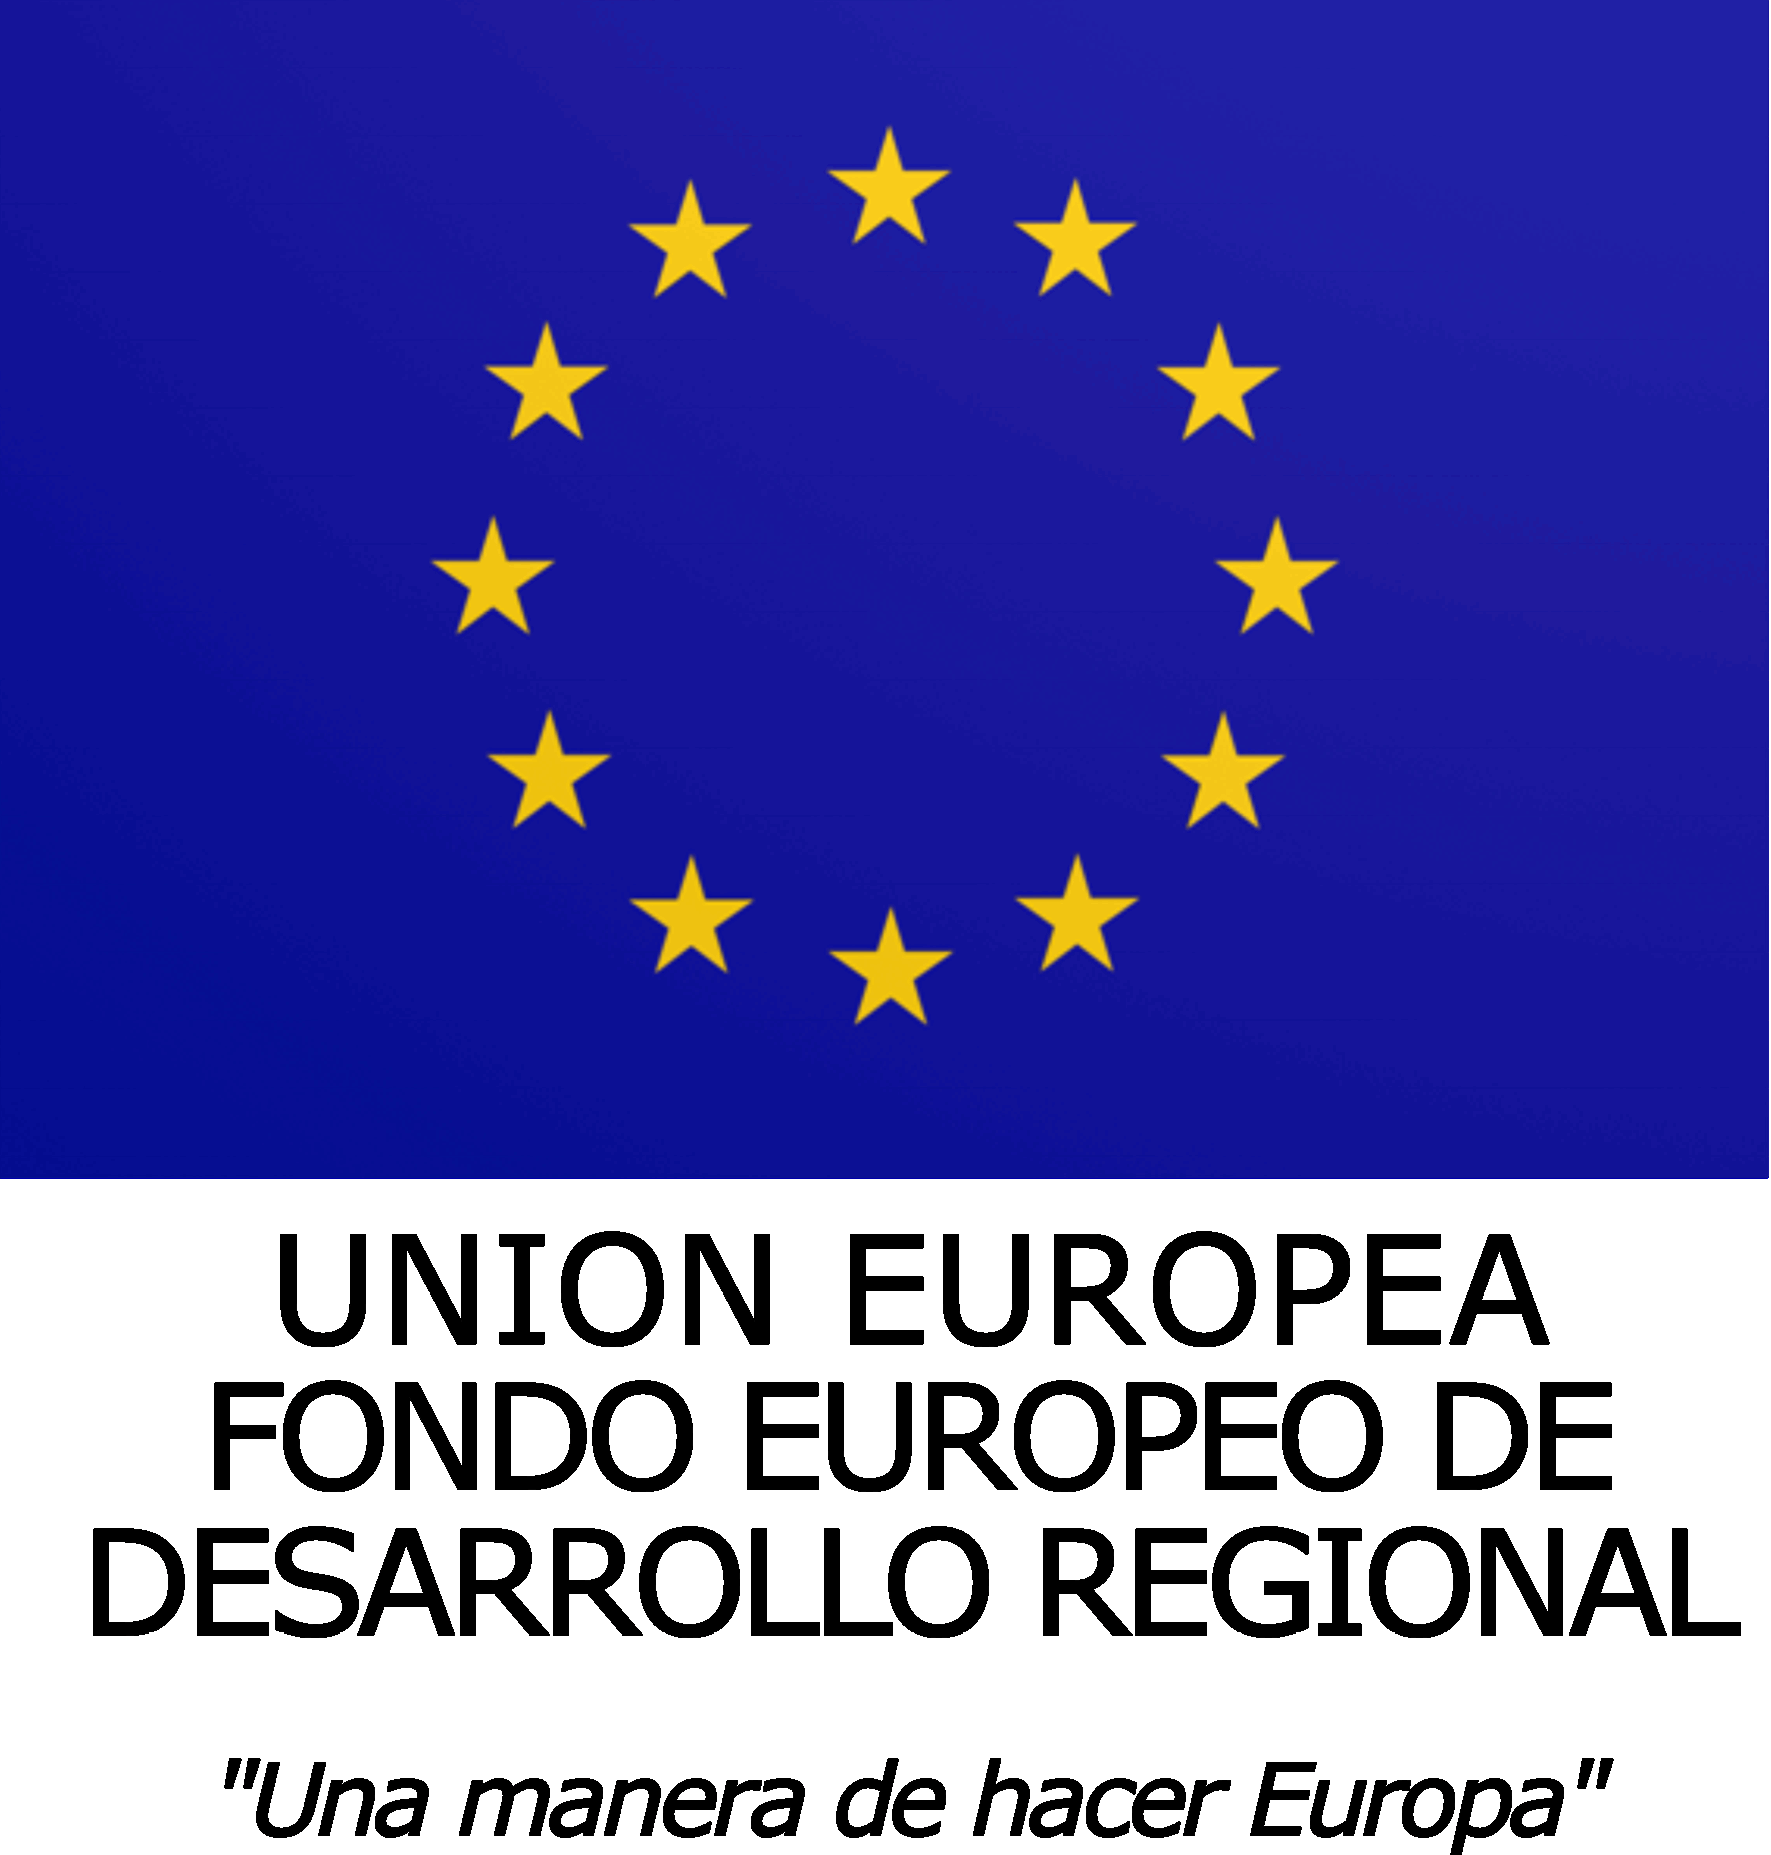 UNION EUROPEA
FONDO EUROPEO DE
DESARROLLO REGIONAL
"Una manera de hacer Europa"